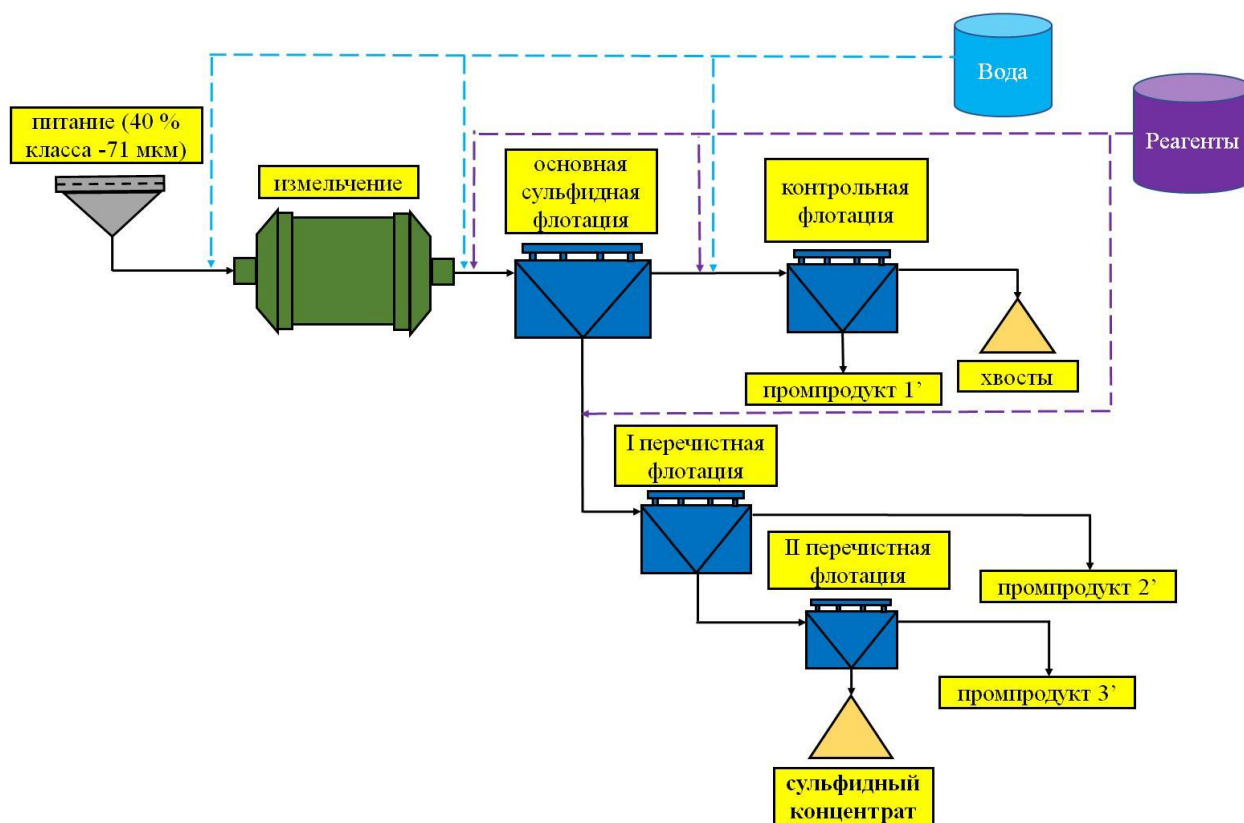 Вода
Реагенты
питание (40 %
класса -71 мкм)
измельчение
основная
сульфидная
флотация
контрольная
флотация
промпродукт 1’
хвосты
I перечистная
флотация
II перечистная
флотация
промпродукт 2’
промпродукт 3’
сульфидный
концентрат